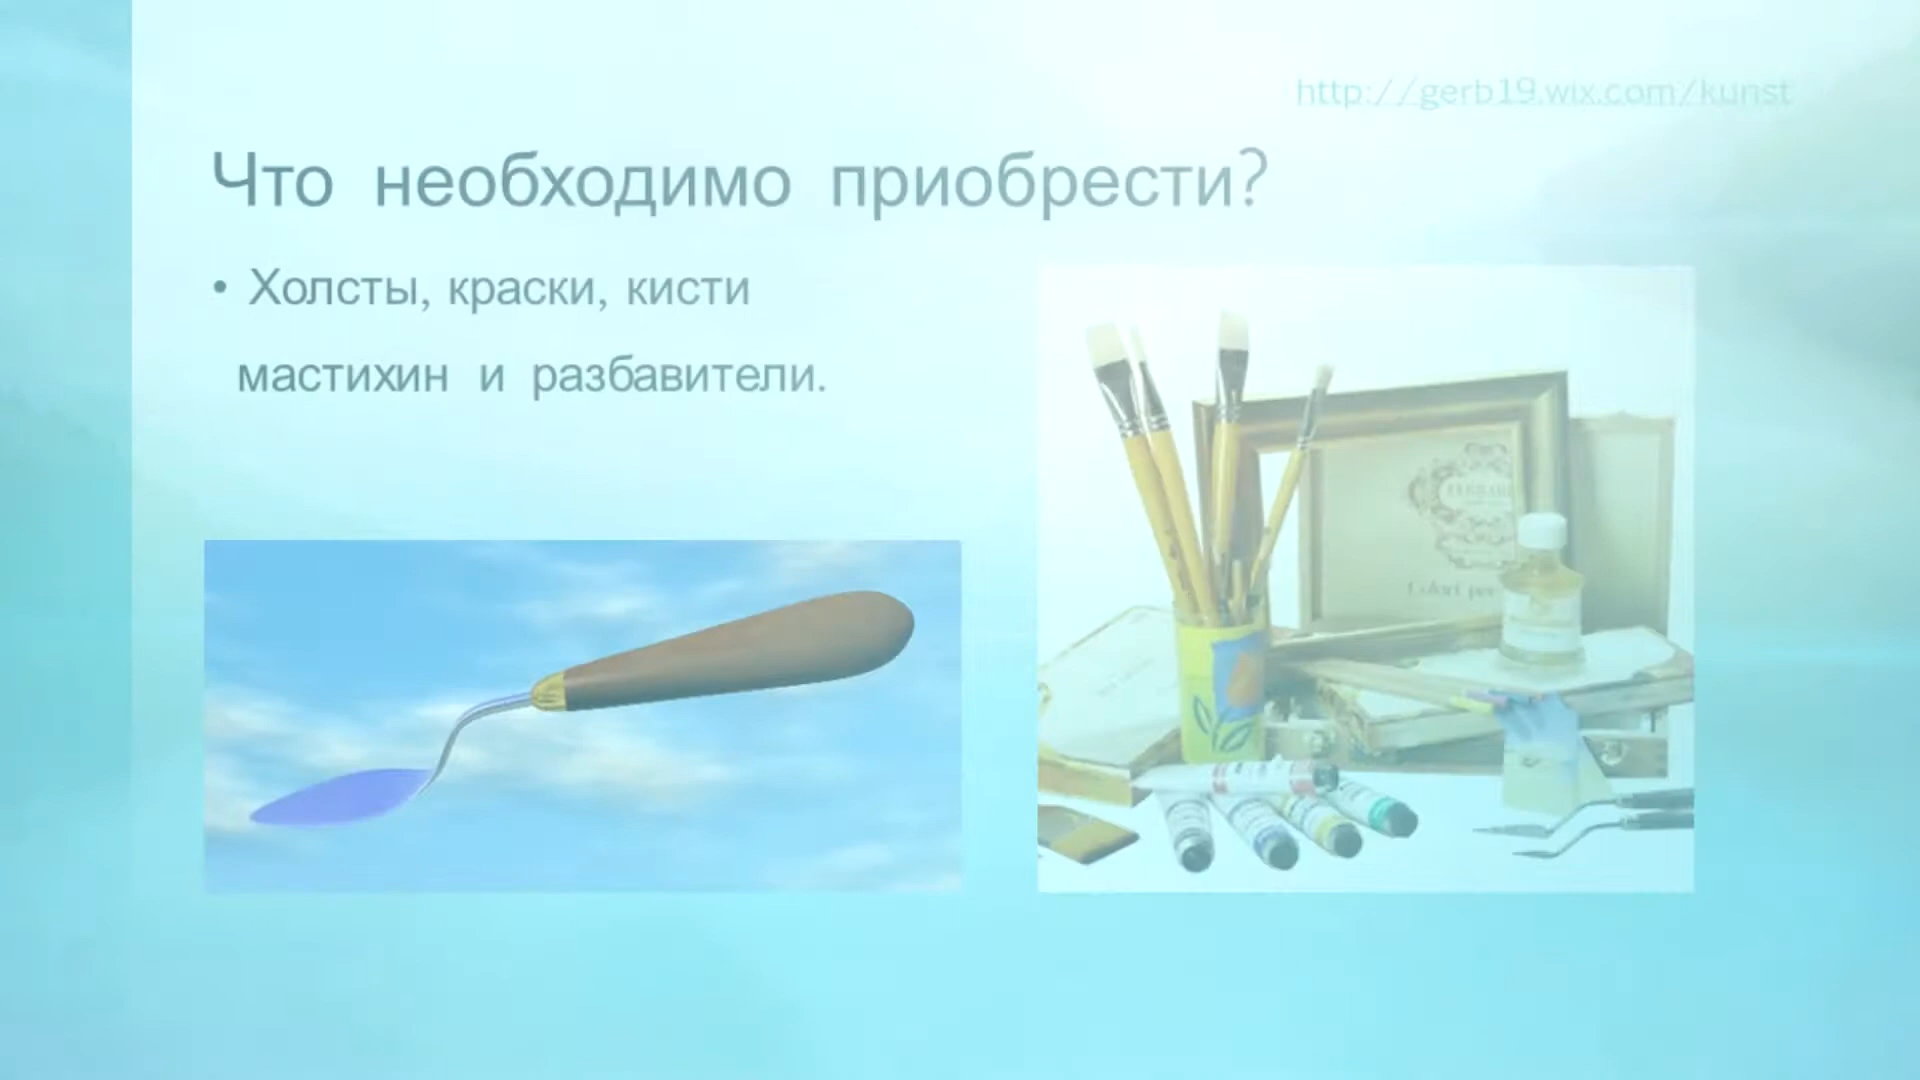 http://gerb19.wix.com/kunst
Что необходимо приобрести?
• Холсты, краски, кисти
мастихин и разбавители.